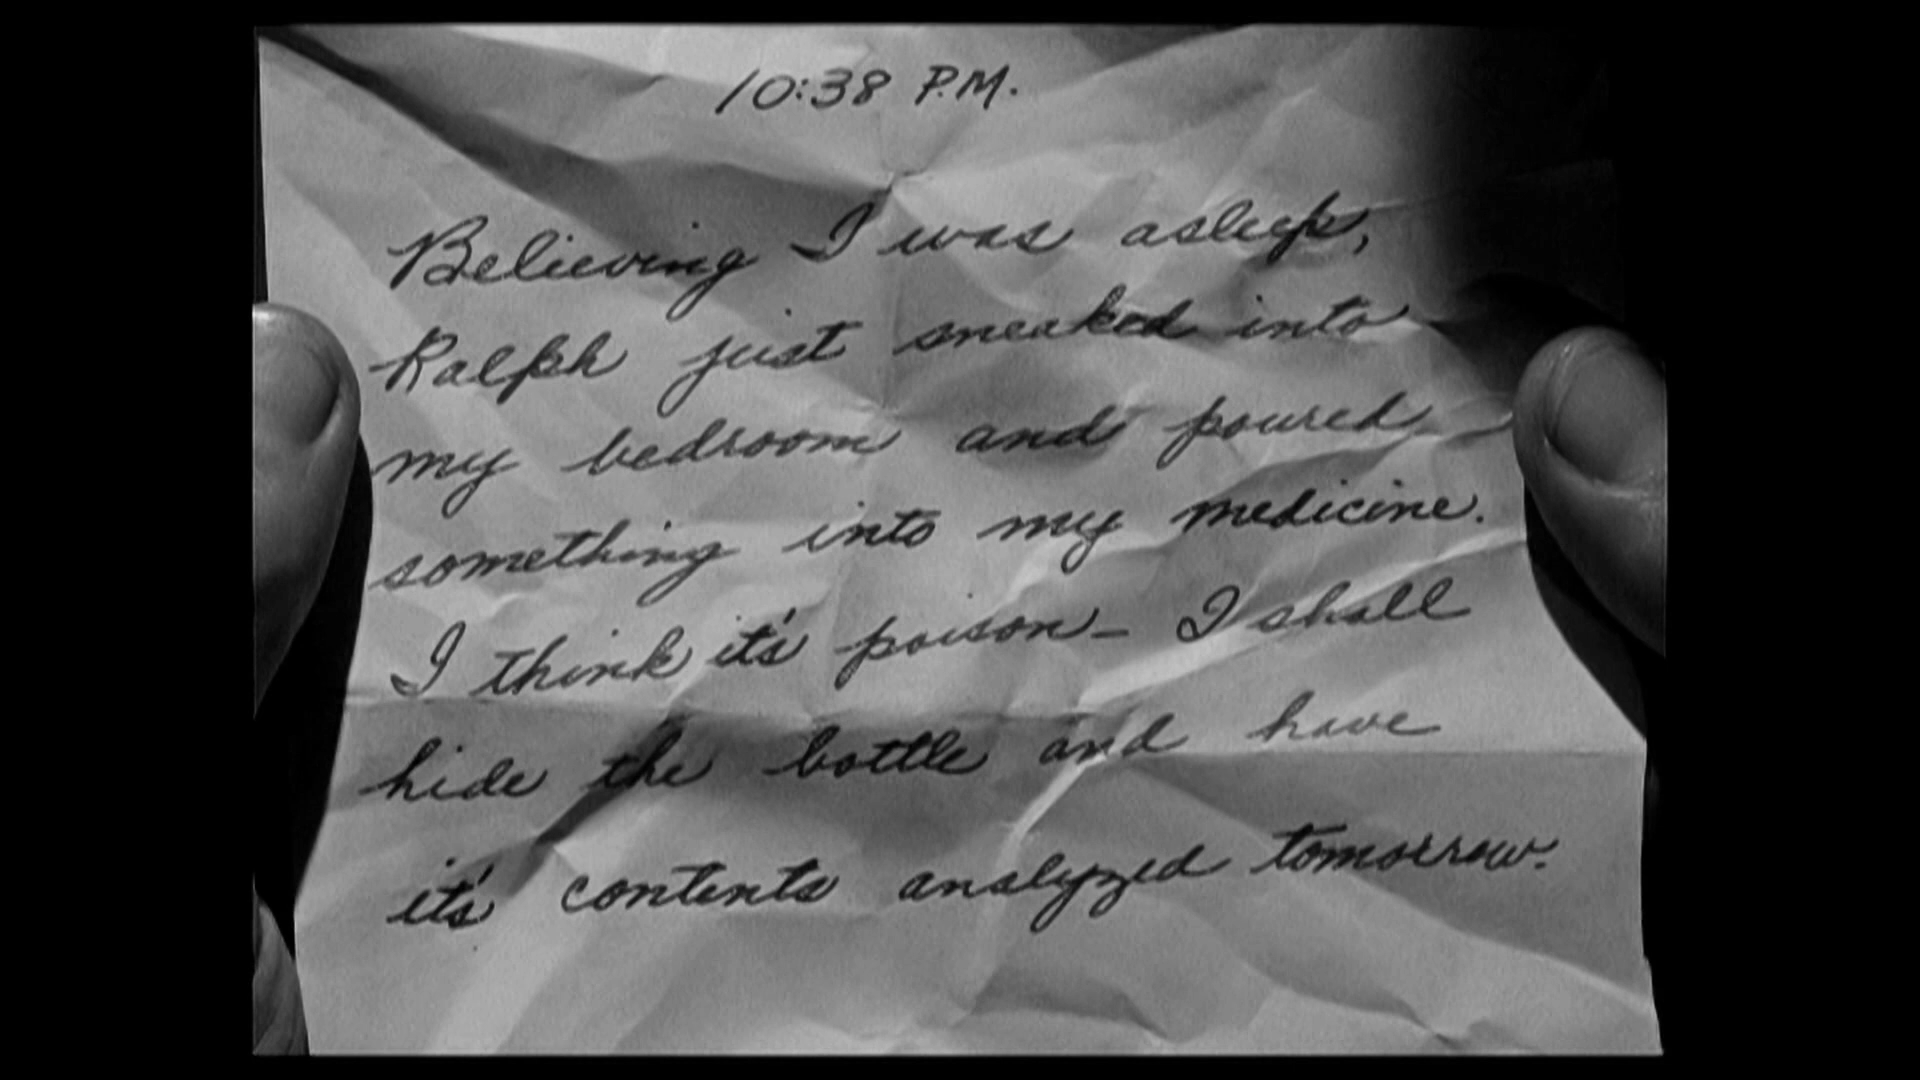 10:38 P.M.
Believing I was asleep,
Ralph just sneaked into
my bedroom and poured
something into my medicine.
I think it's poison - I shall
hide the bottle and have
it's contents analyzed tomorrow.